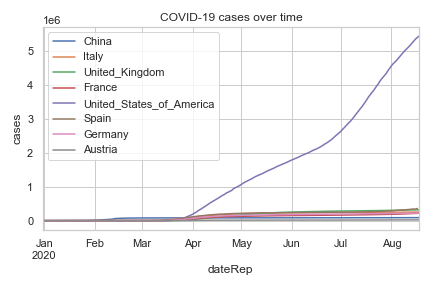 COVID-19 cases over time
1e6
5
4
3
2
1
0
cases
China
Italy
United_Kingdom
France
United_States_of_America
Spain
Germany
Austria
Jan Feb Mar Apr May Jun Jul Aug
2020
dateRep